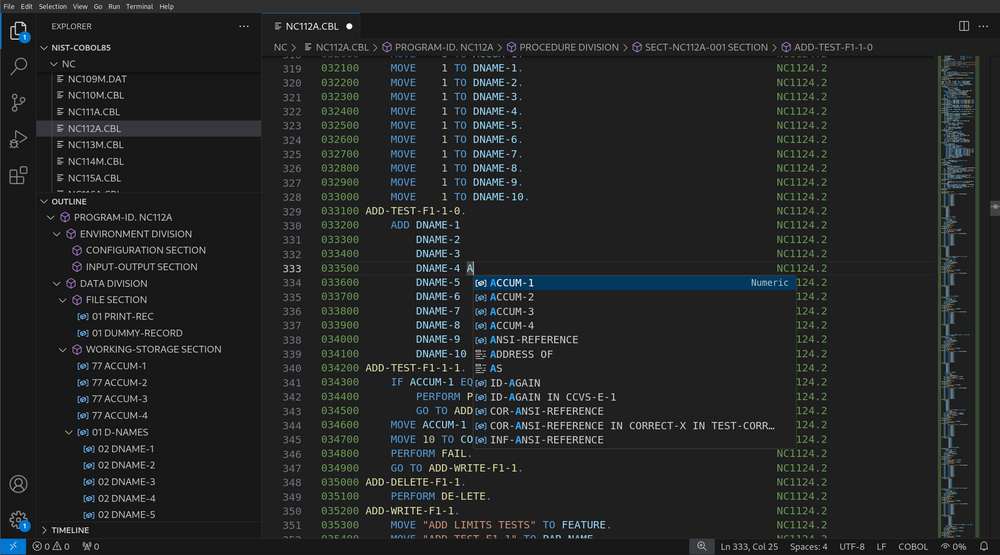 File Edit Selection View Go Run Terminal Help
EXPLORER
NIST-COBOL85
NC
NC109M.DAT
NC110M.CBL
NC111A.CBL
NC112A.CBL
NC113M.CBL
NC114M.CBL
NC115A.CBL
OUTLINE
PROGRAM-ID. NC112A
ENVIRONMENT DIVISION
CONFIGURATION SECTION
INPUT-OUTPUT SECTION
DATA DIVISION
FILE SECTION
01 PRINT-REC
01 DUMMY-RECORD
WORKING-STORAGE SECTION
77 ACCUM-1
77 ACCUM-2
77 ACCUM-3
77 ACCUM-4
01 D-NAMES
02 DNAME-1
02 DNAME-2
02 DNAME-3
02 DNAME-4
02 DNAME-5
TIMELINE
NC112A.CBL
NC > NC112A.CBL > PROGRAM-ID. NC112A > PROCEDURE DIVISION > SECT-NC112A-001 SECTION > ADD-TEST-F1-1-0
319 032100 MOVE 1 TO DNAME-1. NC1124.2
320 032200 MOVE 1 TO DNAME-2. NC1124.2
321 032300 MOVE 1 TO DNAME-3. NC1124.2
322 032400 MOVE 1 TO DNAME-4. NC1124.2
323 032500 MOVE 1 TO DNAME-5. NC1124.2
324 032600 MOVE 1 TO DNAME-6. NC1124.2
325 032700 MOVE 1 TO DNAME-7. NC1124.2
326 032800 MOVE 1 TO DNAME-8. NC1124.2
327 032900 MOVE 1 TO DNAME-9. NC1124.2
328 033000 MOVE 1 TO DNAME-10. NC1124.2
329 033100 ADD-TEST-F1-1-0. NC1124.2
330 033200 ADD DNAME-1 NC1124.2
331 033300 DNAME-2 NC1124.2
332 033400 DNAME-3 NC1124.2
333 033500 DNAME-4 A NC1124.2
334 033600 DNAME-5 124.2
335 033700 DNAME-6 124.2
336 033800 DNAME-7 124.2
337 033900 DNAME-8 124.2
338 034000 DNAME-9 124.2
339 034100 DNAME-10 124.2
340 034200 ADD-TEST-F1-1-1. 124.2
341 034300 IF ACCUM-1 EQ 124.2
342 034400 PERFORM P 124.2
343 034500 GO TO ADD 124.2
344 034600 MOVE ACCUM-1 124.2
345 034700 MOVE 10 TO CO 124.2
346 034800 PERFORM FAIL. NC1124.2
347 034900 GO TO ADD-WRITE-F1-1. NC1124.2
348 035000 ADD-DELETE-F1-1. NC1124.2
349 035100 PERFORM DE-LETE. NC1124.2
350 035200 ADD-WRITE-F1-1. NC1124.2
351 035300 MOVE "ADD LIMITS TESTS" TO FEATURE. NC1124.2
ACCUM-1 Numeric
ACCUM-2
ACCUM-3
ACCUM-4
ANSI-REFERENCE
ADDRESS OF
AS
ID-AGAIN
ID-AGAIN IN CCVS-E-1
COR-ANSI-REFERENCE
COR-ANSI-REFERENCE IN CORRECT-X IN TEST-CORR…
INF-ANSI-REFERENCE
0 0 0 Ln 333, Col 25 Spaces: 4 UTF-8 LF COBOL 0%